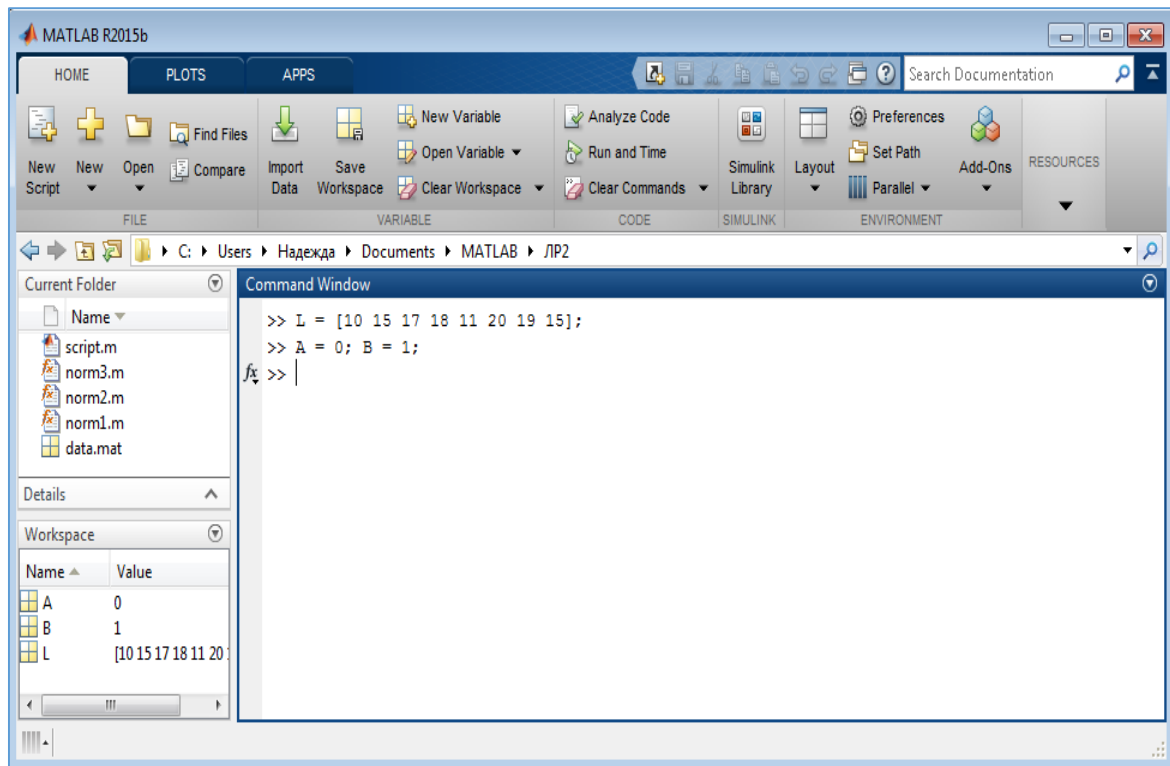 MATLAB R2015b
HOME PLOTS APPS
Search Documentation
New Script
New
Open
Find Files
Compare
Import Data
Save Workspace
New Variable
Open Variable
Clear Workspace
Analyze Code
Run and Time
Clear Commands
Simulink Library
Layout
Preferences
Set Path
Parallel
Add-Ons
RESOURCES
FILE VARIABLE CODE SIMULINK ENVIRONMENT
C: Users Надежда Documents MATLAB ЛР2
Current Folder
Name
script.m
norm3.m
norm2.m
norm1.m
data.mat
Details
Workspace
Name Value
A 0
B 1
L [10 15 17 18 11 20
Command Window
>> L = [10 15 17 18 11 20 19 15];
>> A = 0; B = 1;
fx >>